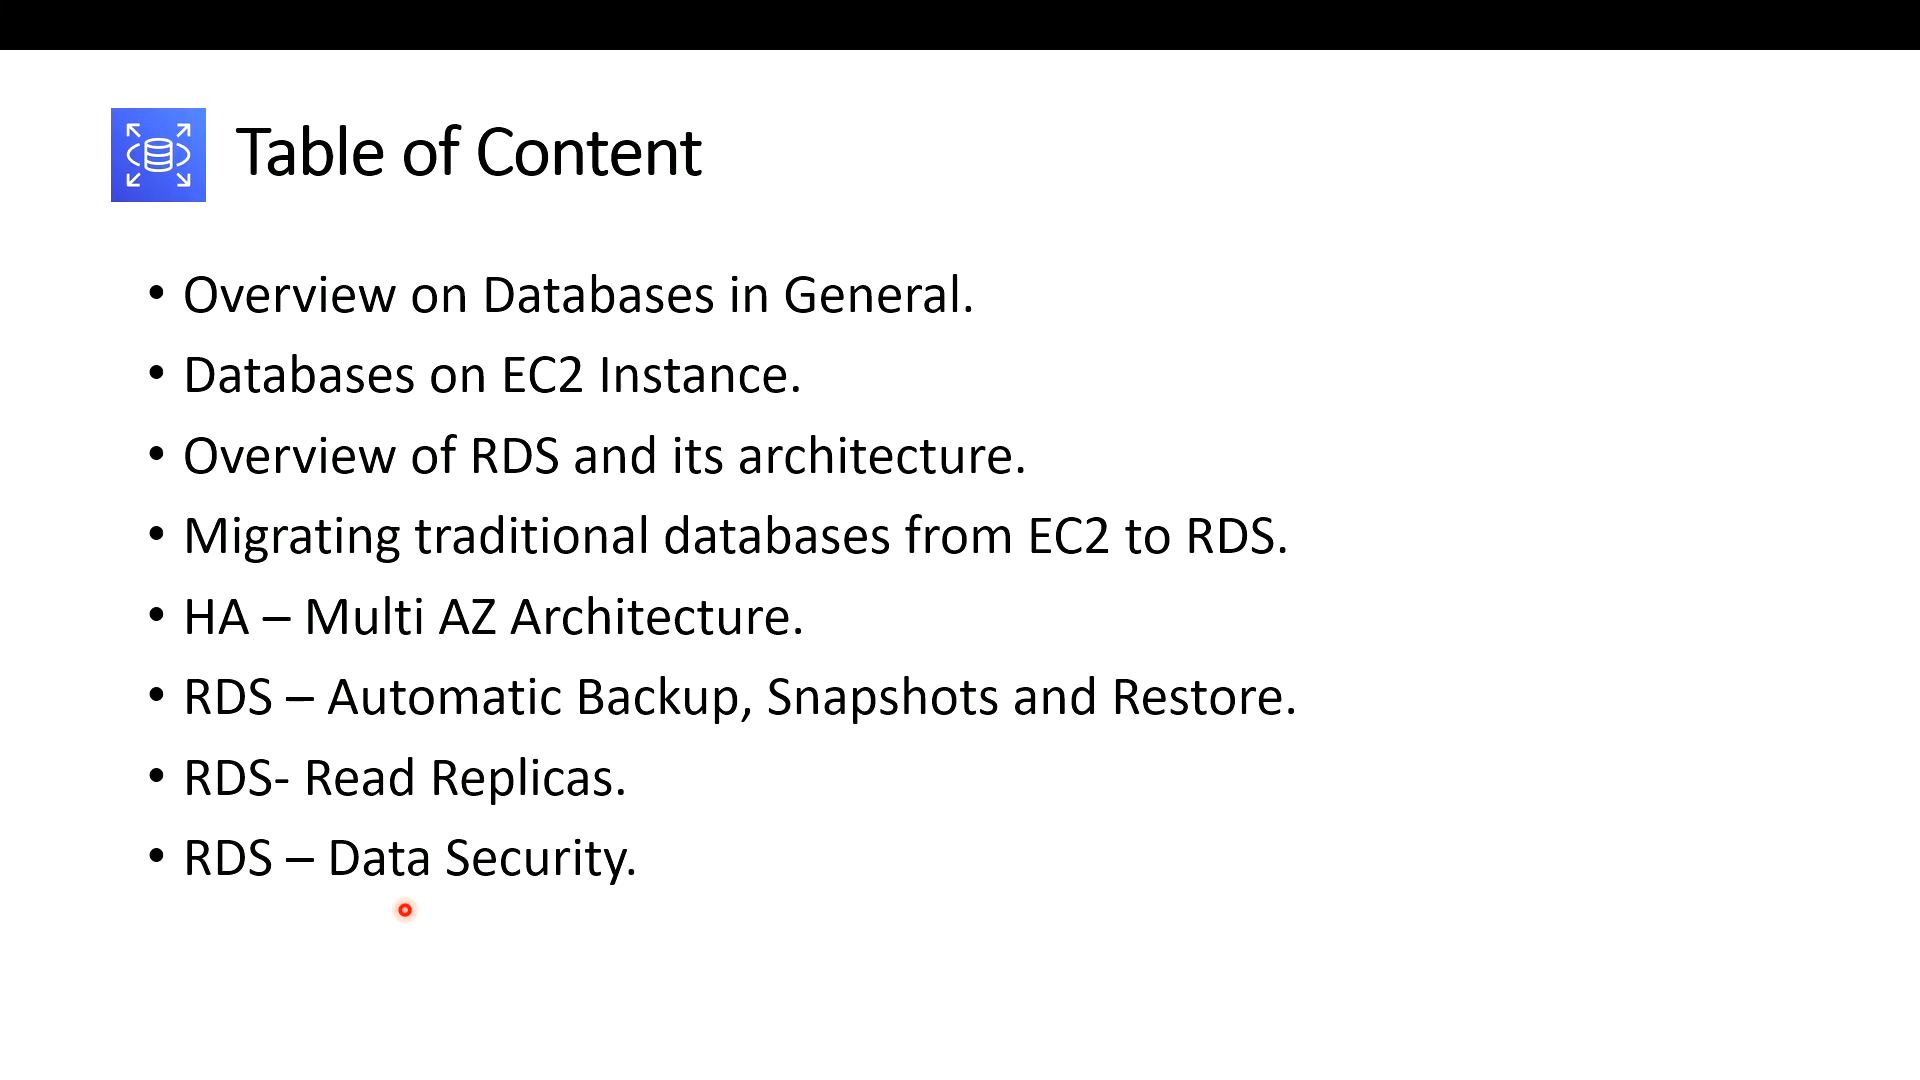 Table of Content
• Overview on Databases in General.
• Databases on EC2 Instance.
• Overview of RDS and its architecture.
• Migrating traditional databases from EC2 to RDS.
• HA – Multi AZ Architecture.
• RDS – Automatic Backup, Snapshots and Restore.
• RDS- Read Replicas.
• RDS – Data Security.